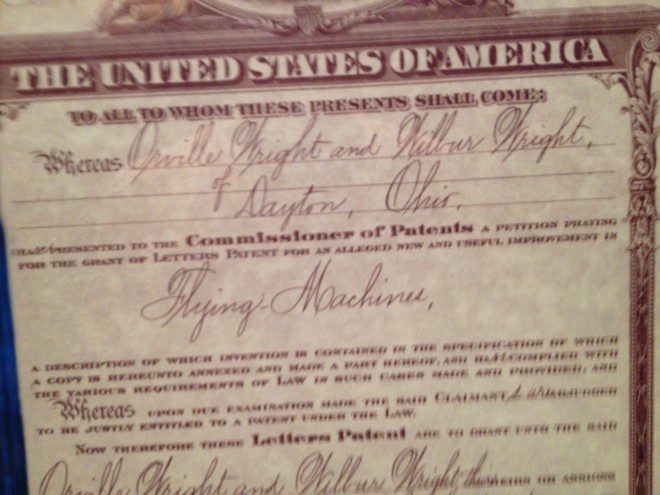 THE UNITED STATES OF AMERICA
TO ALL TO WHOM THESE PRESENTS SHALL COME:
Whereas Orville Wright and Wilbur Wright,
of
Dayton, Ohio,
PRESENTED TO THE Commissioner of Patents A PETITION PRAYING
FOR THE GRANT OF LETTERS PATENT FOR AN ALLEGED NEW AND USEFUL IMPROVEMENT IN
Flying-Machines,
A DESCRIPTION OF WHICH INVENTION IS CONTAINED IN THE SPECIFICATION OF WHICH
A COPY IS HEREUNTO ANNEXED AND MADE A PART HEREOF, AND COMPLIED WITH
THE VARIOUS REQUIREMENTS OF LAW IN SUCH CASES MADE AND PROVIDED; AND
Whereas UPON DUE EXAMINATION MADE THE SAID CLAIMANT ADJUDGED
TO BE JUSTLY ENTITLED TO A PATENT UNDER THE LAW.
NOW THEREFORE THESE Letters Patent ARE TO GRANT UNTO THE SAID
Orville Wright and Wilbur Wright, their HEIRS OR ASSIGNS